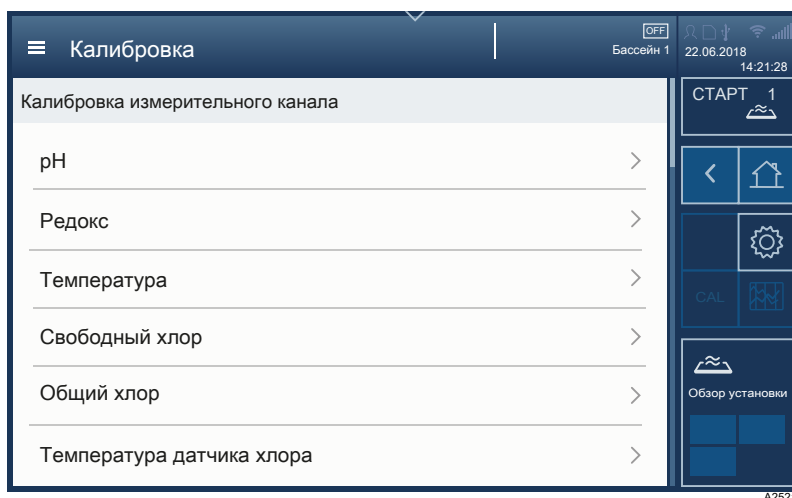 Калибровка
OFF
Бассейн 1
22.06.2018
14:21:28
Калибровка измерительного канала
pH
Редокс
Температура
Свободный хлор
Общий хлор
Температура датчика хлора
СТАРТ 1
CAL
Обзор установки